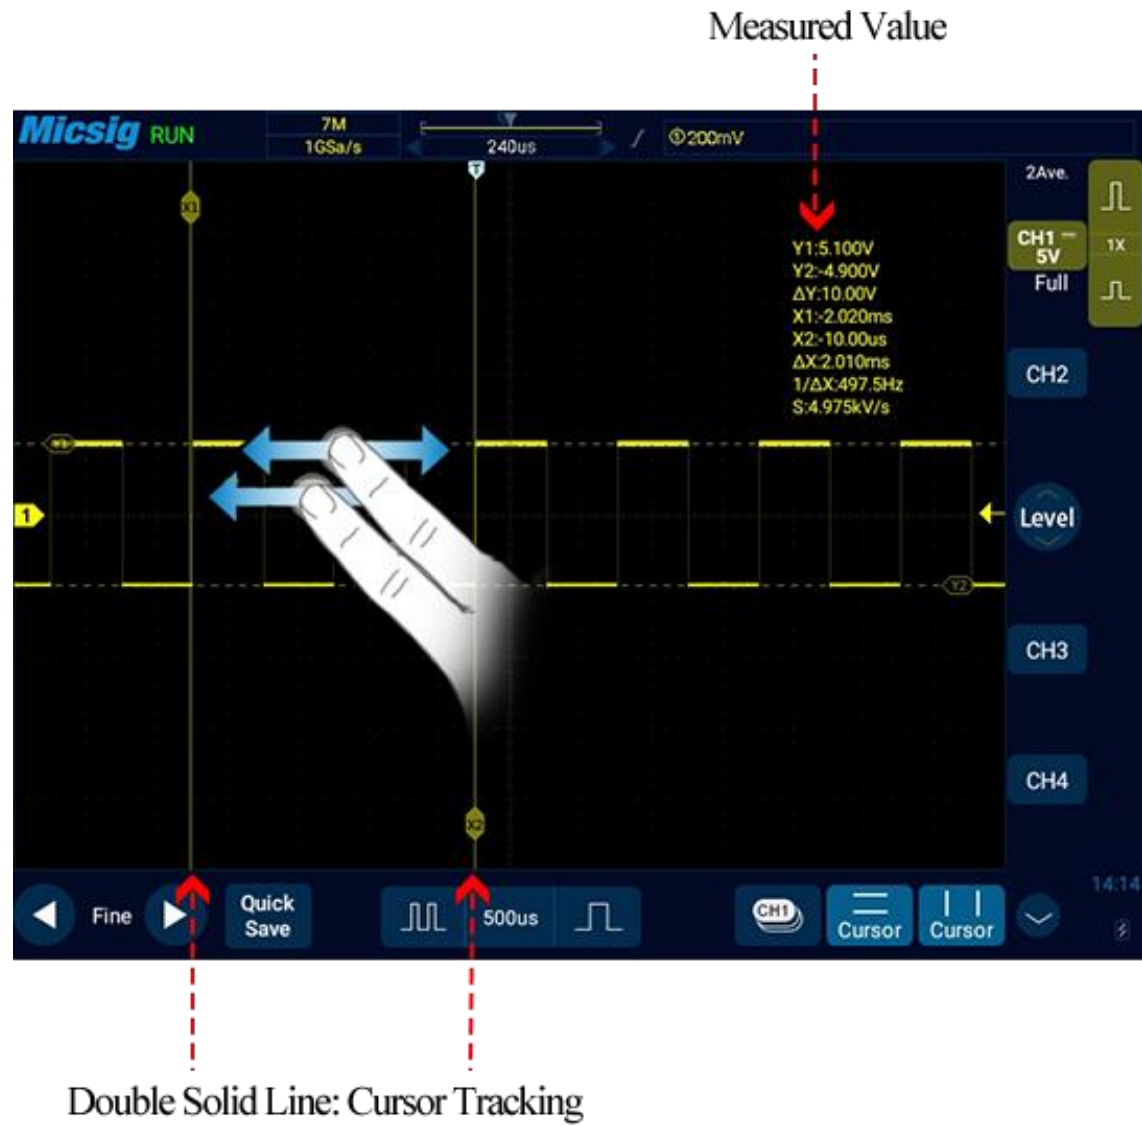 Measured Value
Micsig RUN
7M
1GSa/s
240us
①200mV
T
X1
2Ave.
CH1
5V
Full
1X
Y1:5.100V
Y2:-4.900V
ΔY:10.00V
X1:-2.020ms
X2:-10.00us
ΔX:2.010ms
1/ΔX:497.5Hz
S:4.975kV/s
CH2
Y1
1
Level
Y2
CH3
CH4
X2
14:14
Fine
Quick
Save
500us
CH1
Cursor
Cursor
Double Solid Line: Cursor Tracking